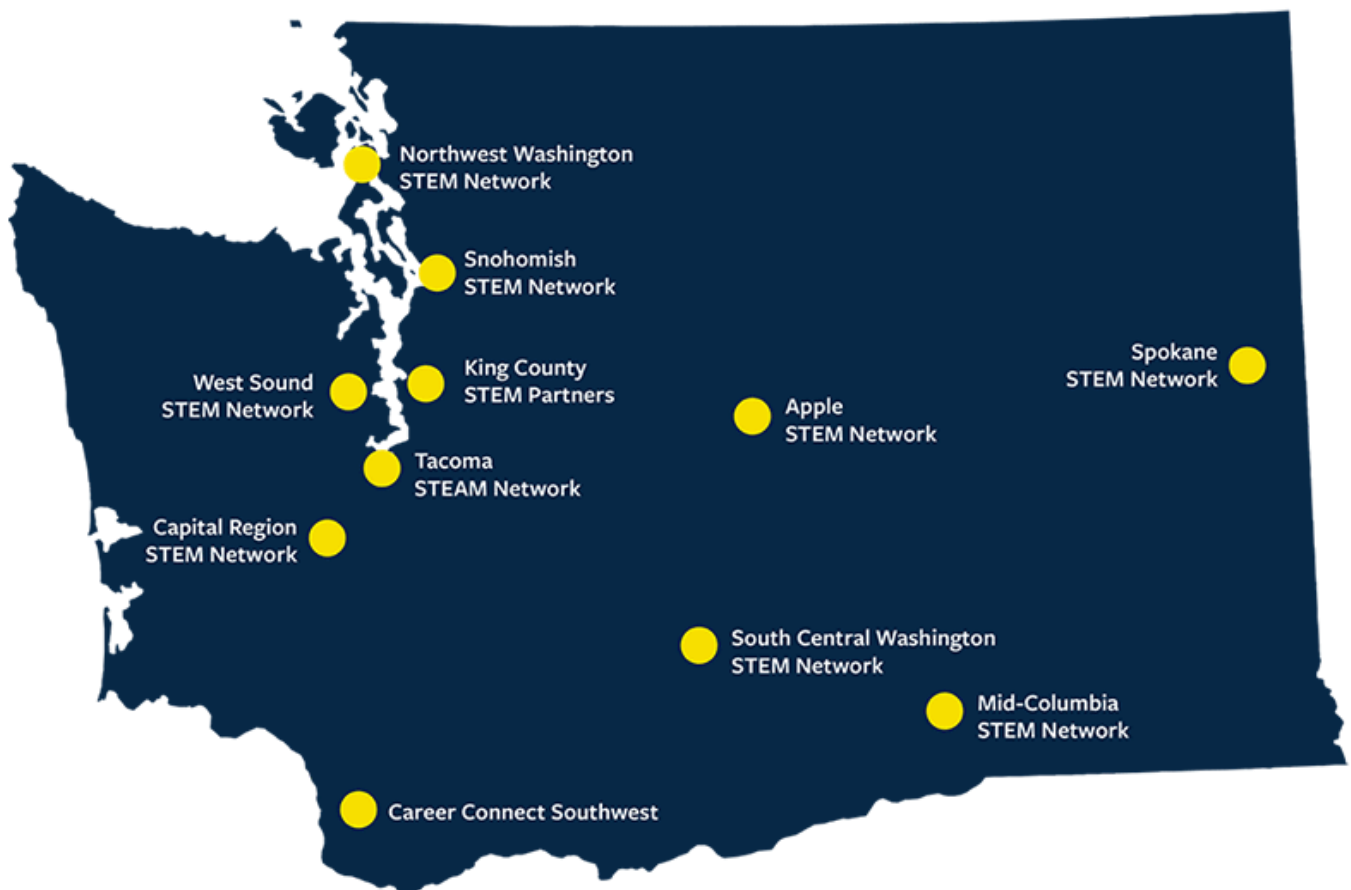 Northwest Washington
STEM Network
Snohomish
STEM Network
Spokane
STEM Network
King County
STEM Partners
West Sound
STEM Network
Apple
STEM Network
Tacoma
STEAM Network
Capital Region
STEM Network
South Central Washington
STEM Network
Mid-Columbia
STEM Network
Career Connect Southwest